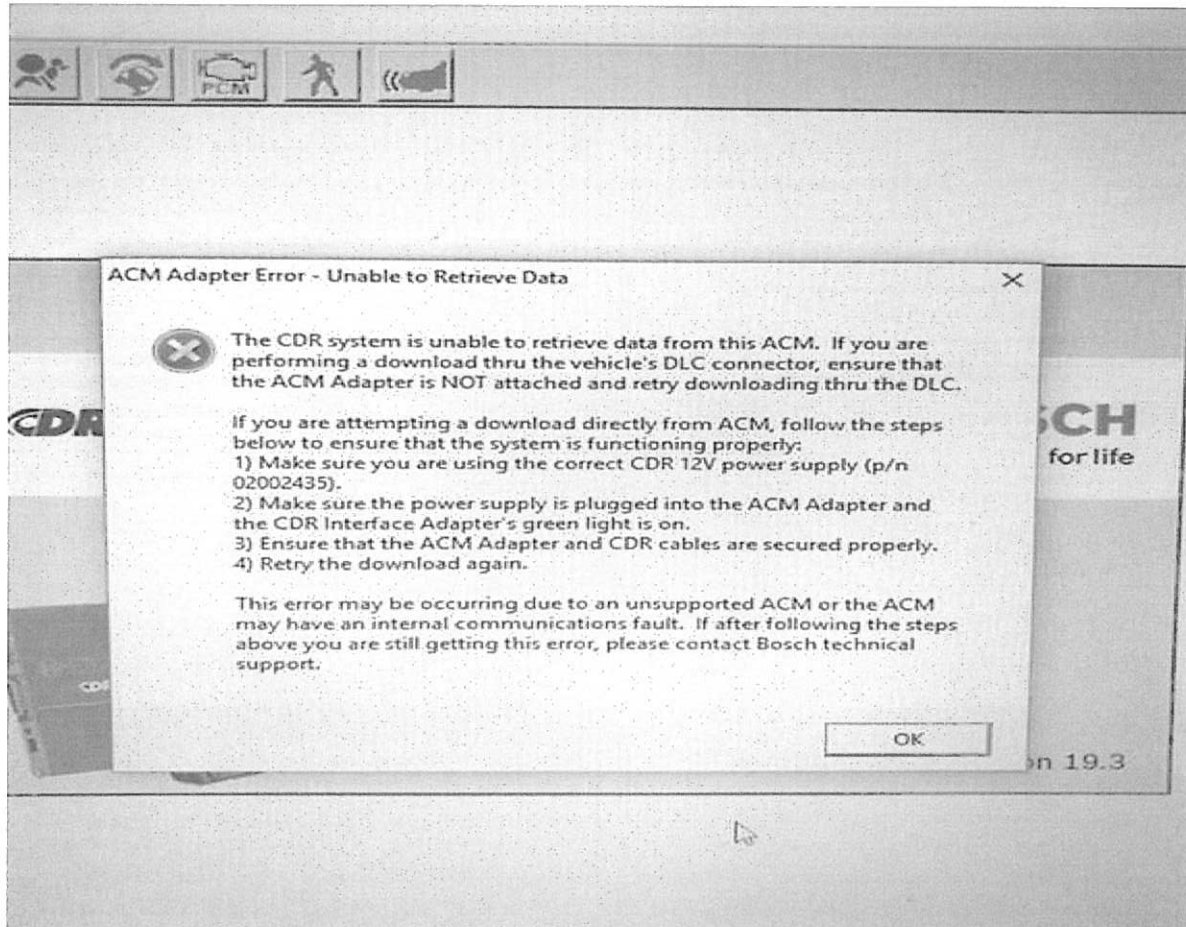 PCM
ACM Adapter Error - Unable to Retrieve Data
The CDR system is unable to retrieve data from this ACM. If you are
performing a download thru the vehicle's DLC connector, ensure that
the ACM Adapter is NOT attached and retry downloading thru the DLC.
If you are attempting a download directly from ACM, follow the steps
below to ensure that the system is functioning properly:
1) Make sure you are using the correct CDR 12V power supply (p/n
02002435).
2) Make sure the power supply is plugged into the ACM Adapter and
the CDR Interface Adapter's green light is on.
3) Ensure that the ACM Adapter and CDR cables are secured properly.
4) Retry the download again.
This error may be occurring due to an unsupported ACM or the ACM
may have an internal communications fault. If after following the steps
above you are still getting this error, please contact Bosch technical
support.
OK
CDR
SCH
for life
on 19.3